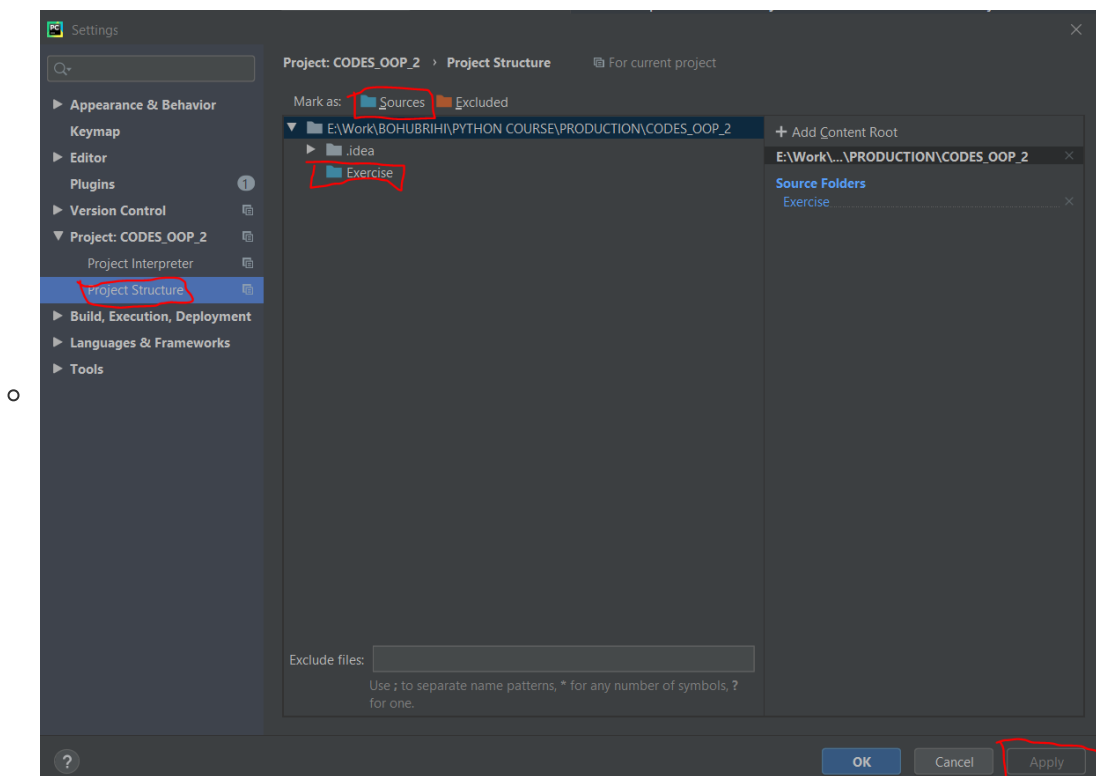 PC
Settings
Project: CODES_OOP_2 › Project Structure
For current project
Appearance & Behavior
Keymap
Editor
Plugins
1
Version Control
Project: CODES_OOP_2
Project Interpreter
Project Structure
Build, Execution, Deployment
Languages & Frameworks
Tools
Mark as: Sources Excluded
E:\Work\BOHUBRIHI\PYTHON COURSE\PRODUCTION\CODES_OOP_2
.idea
Exercise
+ Add Content Root
E:\Work\...\PRODUCTION\CODES_OOP_2
Source Folders
Exercise
Exclude files:
Use ; to separate name patterns, * for any number of symbols, ?
for one.
?
OK Cancel Apply